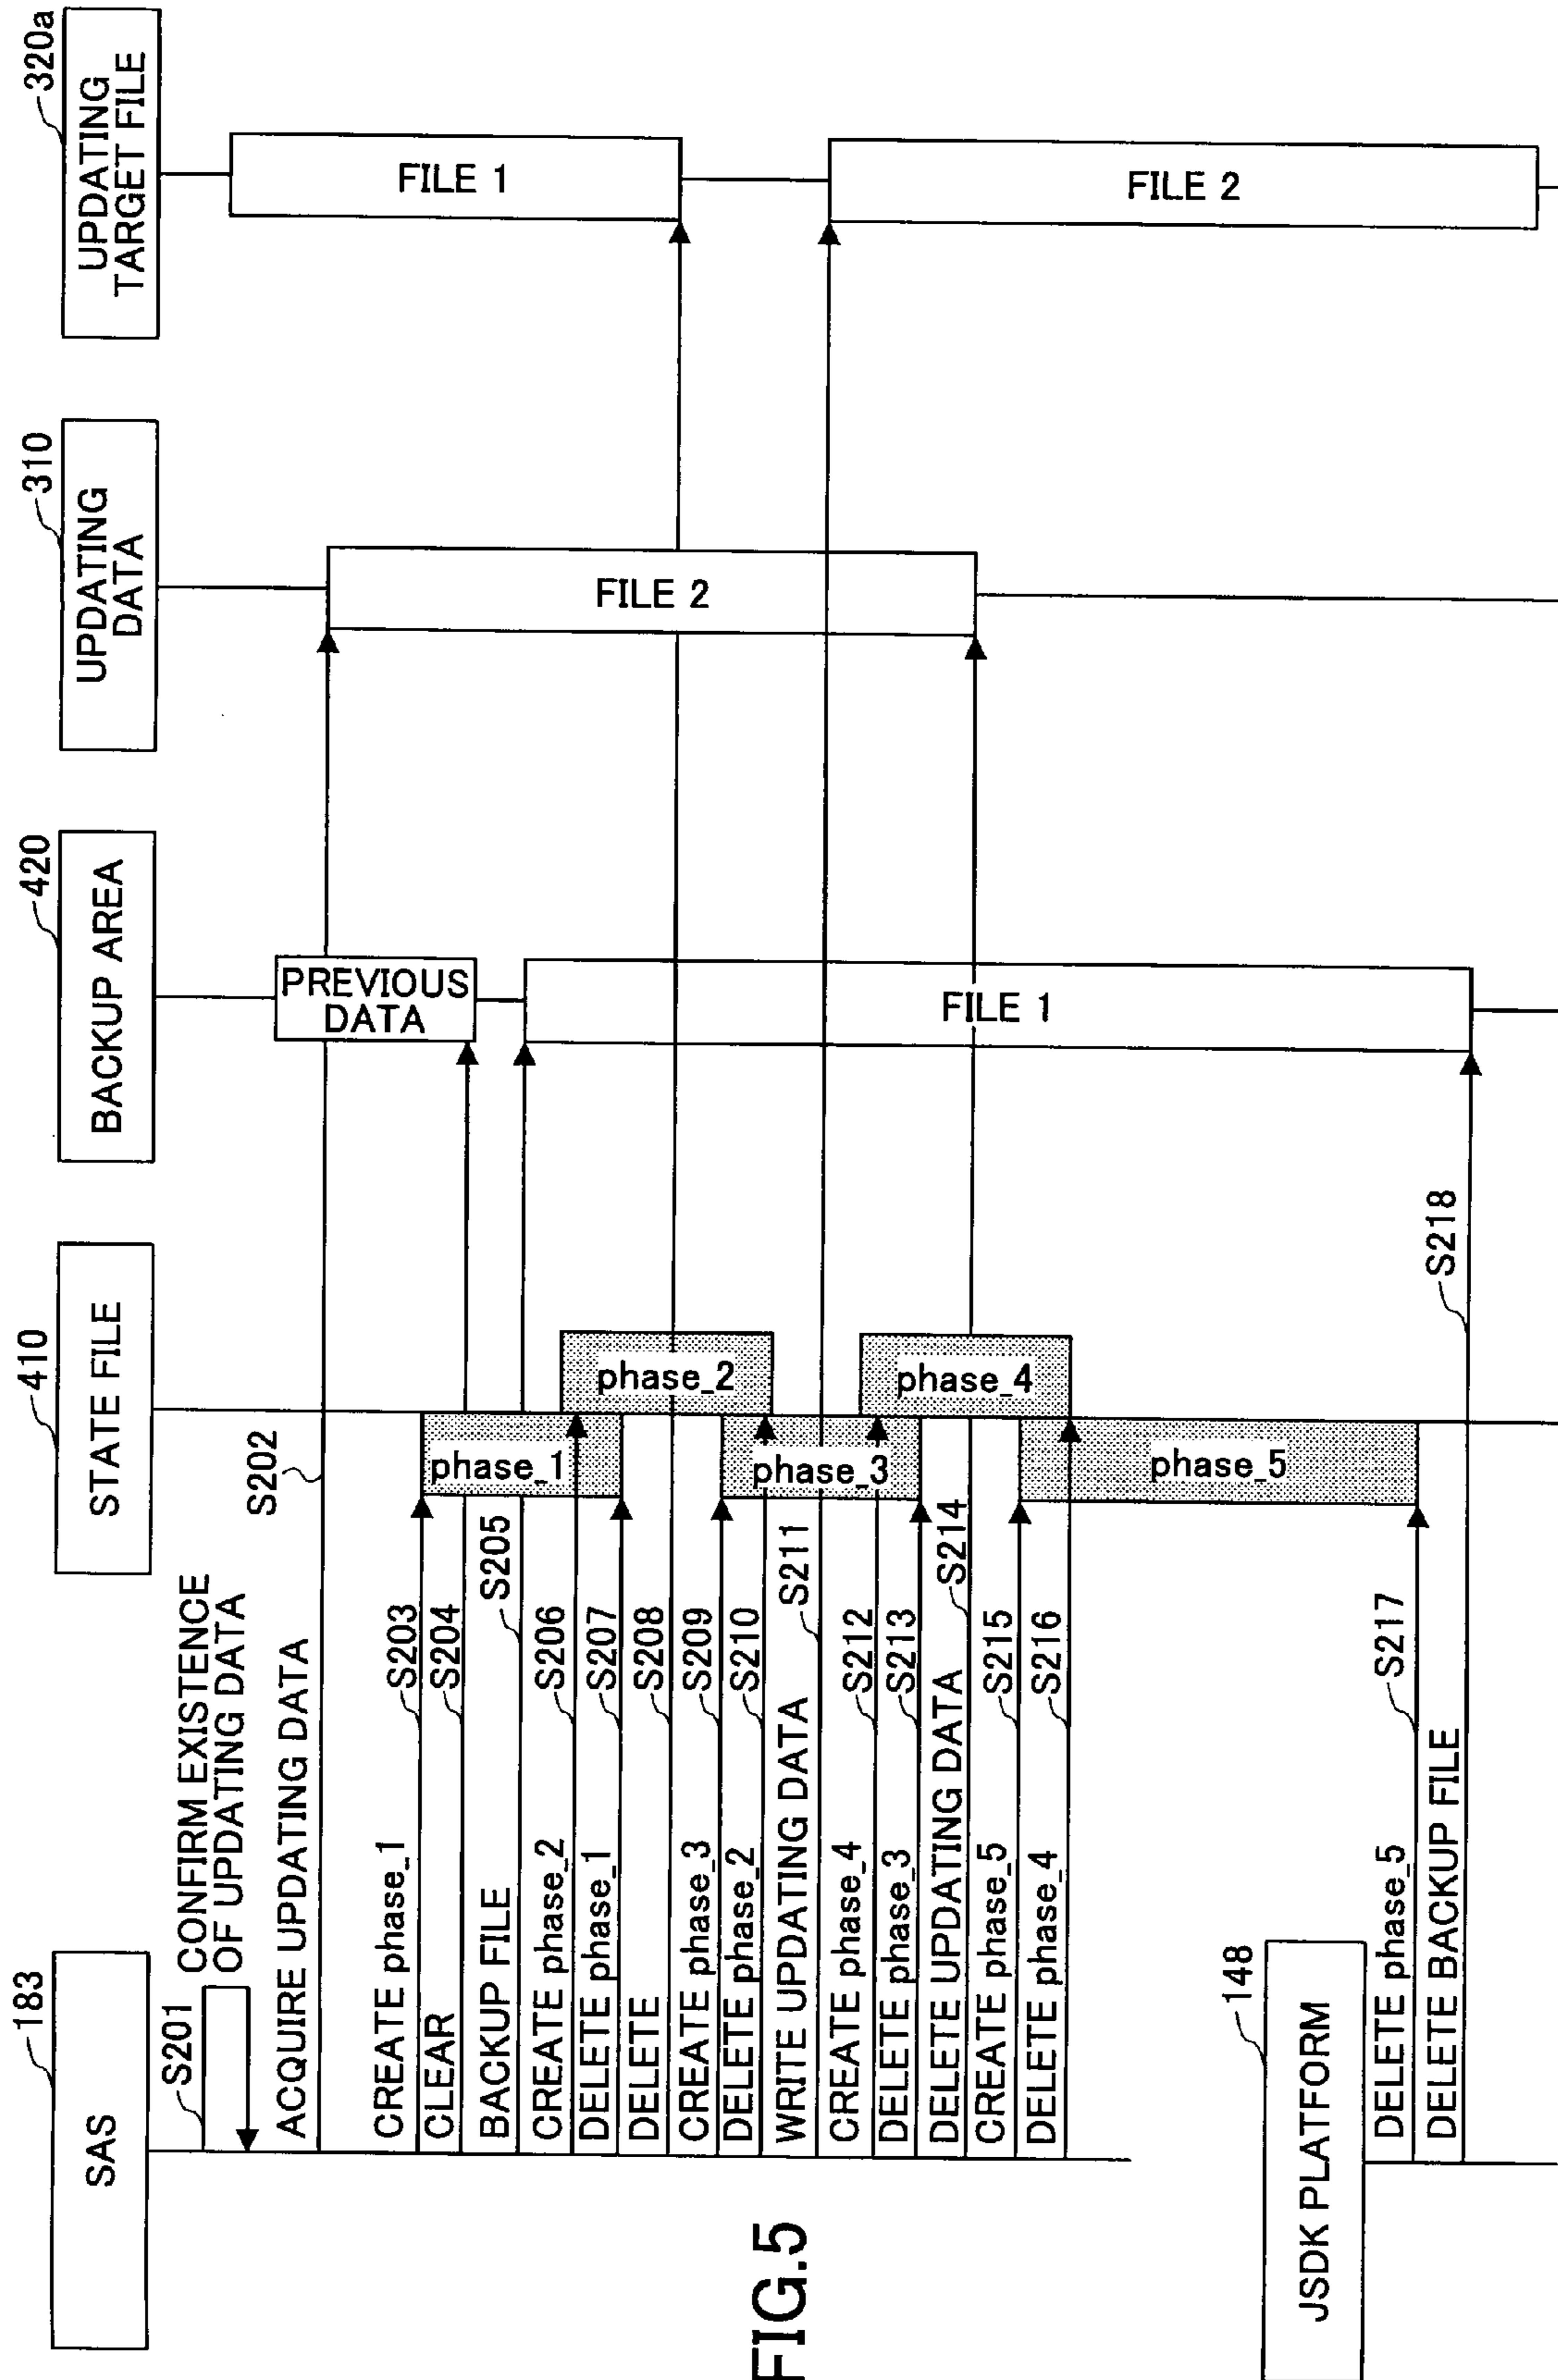 FIG.5
SAS
183
STATE FILE
410
BACKUP AREA
420
UPDATING
DATA
310
UPDATING
TARGET FILE
320a
S201
CONFIRM EXISTENCE
OF UPDATING DATA
ACQUIRE UPDATING DATA
S202
CREATE phase_1
S203
CLEAR
S204
BACKUP FILE
S205
CREATE phase_2
S206
DELETE phase_1
S207
DELETE
S208
CREATE phase_3
S209
DELETE phase_2
S210
WRITE UPDATING DATA
S211
CREATE phase_4
S212
DELETE phase_3
S213
DELETE UPDATING DATA
S214
CREATE phase_5
S215
DELETE phase_4
S216
JSDK PLATFORM
148
DELETE phase_5
S217
DELETE BACKUP FILE
S218
phase_1
phase_2
phase_3
phase_4
phase_5
PREVIOUS
DATA
FILE 1
FILE 2
FILE 1
FILE 2